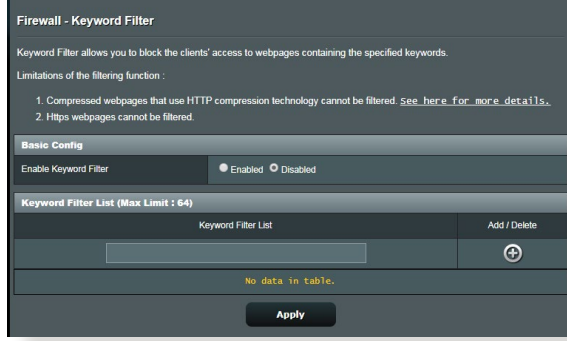 Firewall - Keyword Filter
Keyword Filter allows you to block the clients' access to webpages containing the specified keywords.
Limitations of the filtering function :
1. Compressed webpages that use HTTP compression technology cannot be filtered. See here for more details.
2. Https webpages cannot be filtered.
Basic Config
Enable Keyword Filter Enabled Disabled
Keyword Filter List (Max Limit : 64)
Keyword Filter List Add / Delete
No data in table.
Apply